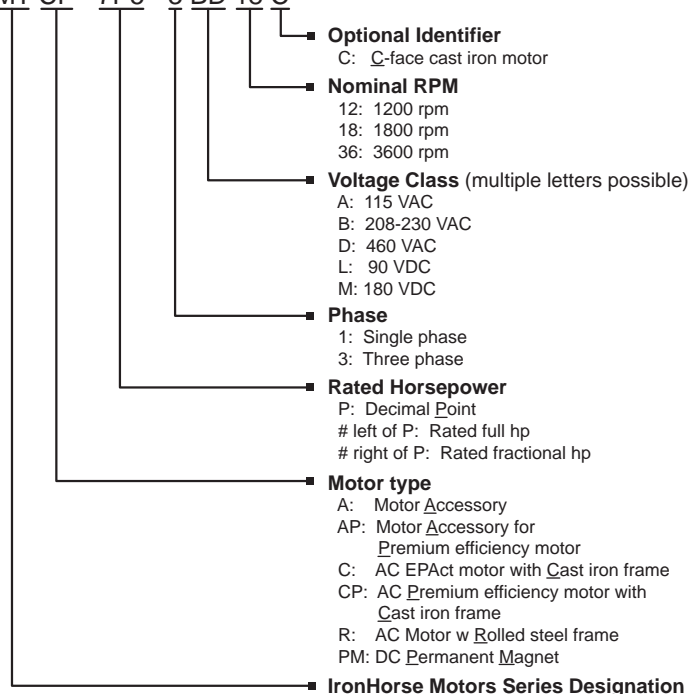 Optional Identifier
C: C-face cast iron motor
Nominal RPM
12: 1200 rpm
18: 1800 rpm
36: 3600 rpm
Voltage Class (multiple letters possible)
A: 115 VAC
B: 208-230 VAC
D: 460 VAC
L: 90 VDC
M: 180 VDC
Phase
1: Single phase
3: Three phase
Rated Horsepower
P: Decimal Point
# left of P: Rated full hp
# right of P: Rated fractional hp
Motor type
A: Motor Accessory
AP: Motor Accessory for
Premium efficiency motor
C: AC EPAct motor with Cast iron frame
CP: AC Premium efficiency motor with
Cast iron frame
R: AC Motor w Rolled steel frame
PM: DC Permanent Magnet
IronHorse Motors Series Designation